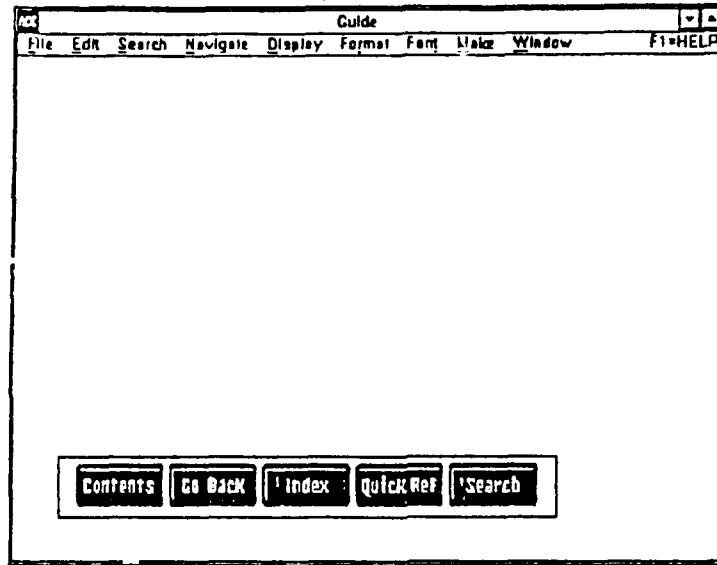 Guide
File Edit Search Navigate Display Format Font Make Window F1=HELP
Contents Go Back Index Quick Ref Search